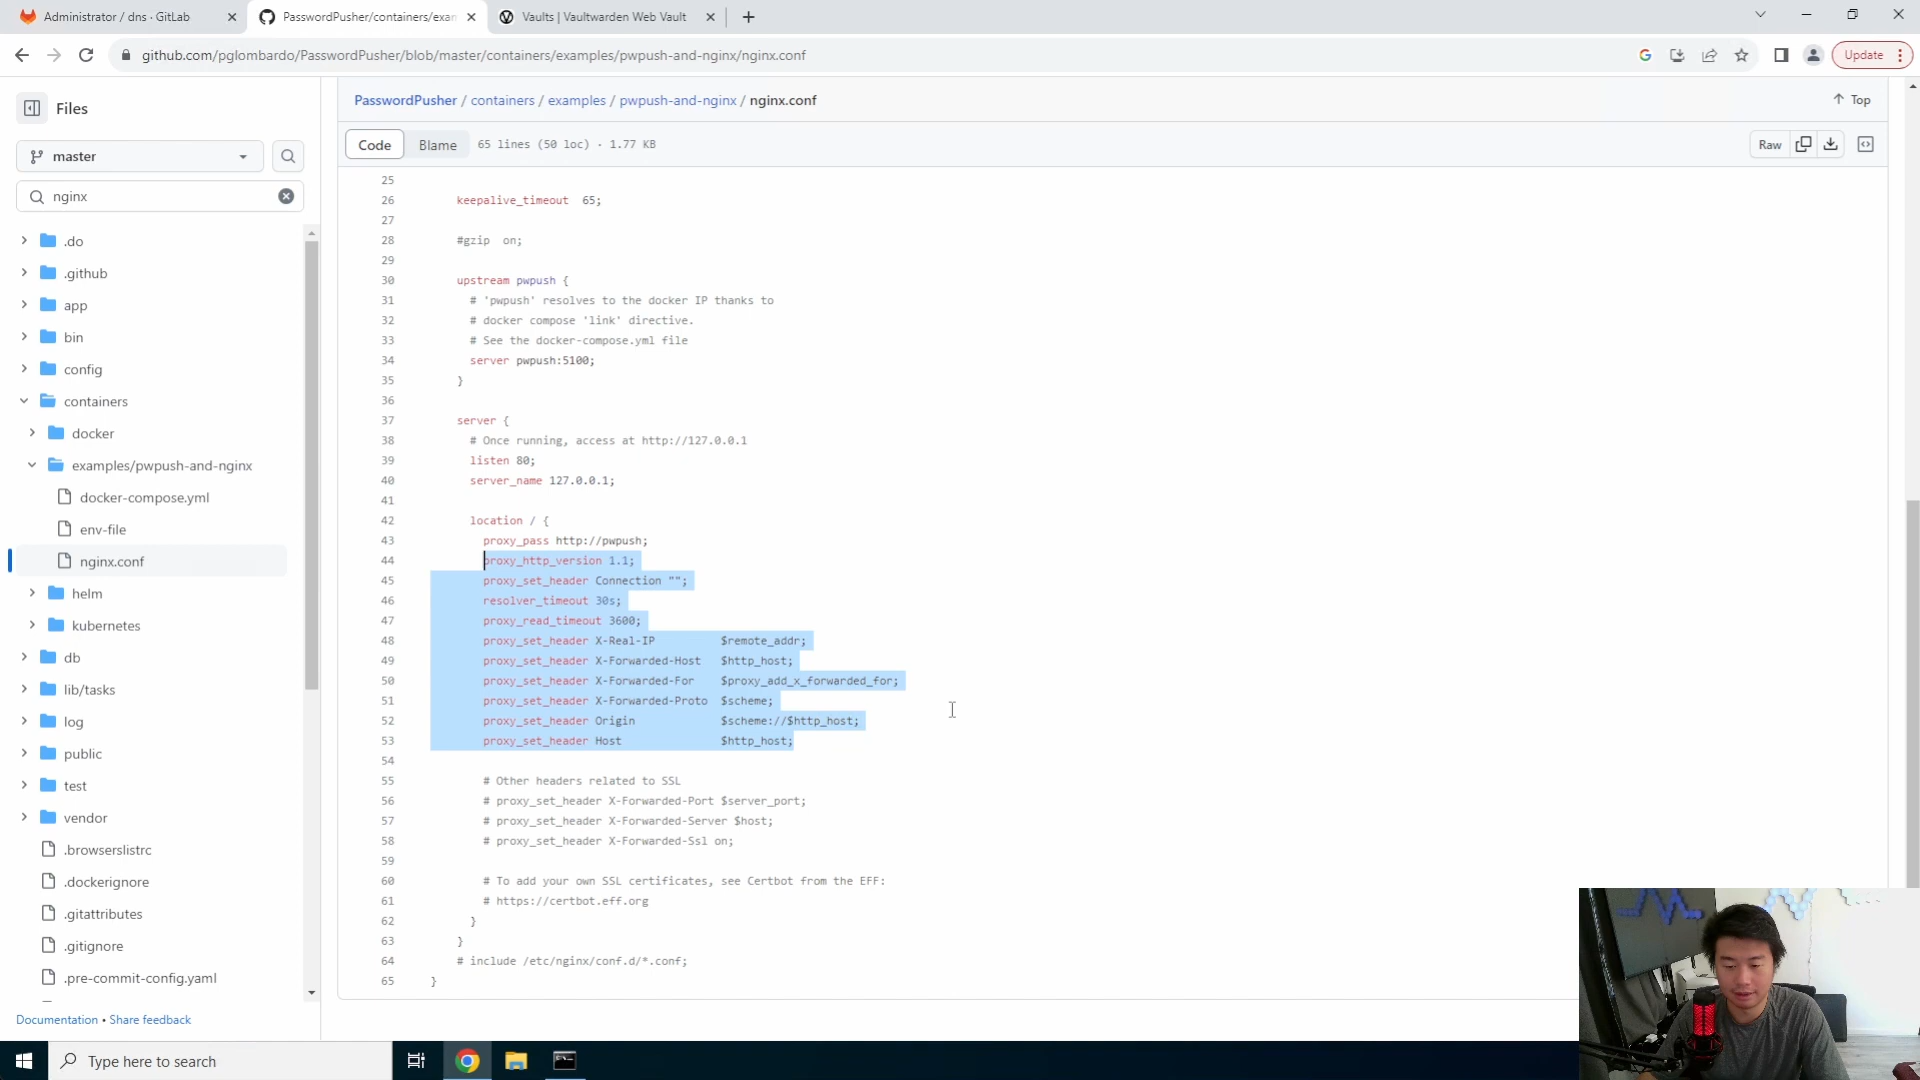 Administrator / dns · GitLab
PasswordPusher/containers/exam
Vaults | Vaultwarden Web Vault
github.com/pglombardo/PasswordPusher/blob/master/containers/examples/pwpush-and-nginx/nginx.conf
Update
Files
master
nginx
.do
.github
app
bin
config
containers
docker
examples/pwpush-and-nginx
docker-compose.yml
env-file
nginx.conf
helm
kubernetes
db
lib/tasks
log
public
test
vendor
.browserslistrc
.dockerignore
.gitattributes
.gitignore
.pre-commit-config.yaml
Documentation • Share feedback
PasswordPusher / containers / examples / pwpush-and-nginx / nginx.conf
Top
Code Blame 65 lines (50 loc) · 1.77 KB
Raw
25
26 keepalive_timeout 65;
27
28 #gzip on;
29
30 upstream pwpush {
31 # 'pwpush' resolves to the docker IP thanks to
32 # docker compose 'link' directive.
33 # See the docker-compose.yml file
34 server pwpush:5100;
35 }
36
37 server {
38 # Once running, access at http://127.0.0.1
39 listen 80;
40 server_name 127.0.0.1;
41
42 location / {
43 proxy_pass http://pwpush;
44 proxy_http_version 1.1;
45 proxy_set_header Connection "";
46 resolver_timeout 30s;
47 proxy_read_timeout 3600;
48 proxy_set_header X-Real-IP $remote_addr;
49 proxy_set_header X-Forwarded-Host $http_host;
50 proxy_set_header X-Forwarded-For $proxy_add_x_forwarded_for;
51 proxy_set_header X-Forwarded-Proto $scheme;
52 proxy_set_header Origin $scheme://$http_host;
53 proxy_set_header Host $http_host;
54
55 # Other headers related to SSL
56 # proxy_set_header X-Forwarded-Port $server_port;
57 # proxy_set_header X-Forwarded-Server $host;
58 # proxy_set_header X-Forwarded-Ssl on;
59
60 # To add your own SSL certificates, see Certbot from the EFF:
61 # https://certbot.eff.org
62 }
63 }
64 # include /etc/nginx/conf.d/*.conf;
65 }
Type here to search